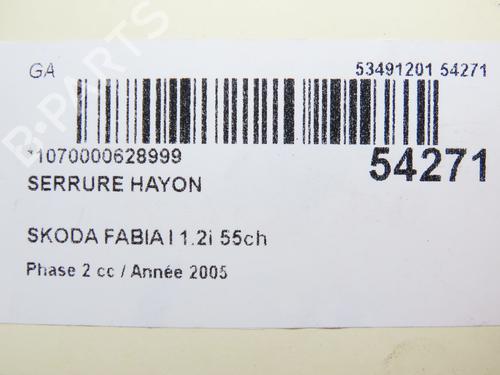 GA
53491201 54271
*1070000628999
54271
SERRURE HAYON
SKODA FABIA I 1.2i 55ch
Phase 2 cc / Année 2005
B-PARTS